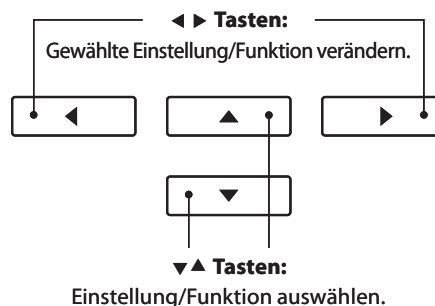 ◀ ▶ Tasten:
Gewählte Einstellung/Funktion verändern.
◀ ▲ ▶
▼
▼▲ Tasten:
Einstellung/Funktion auswählen.